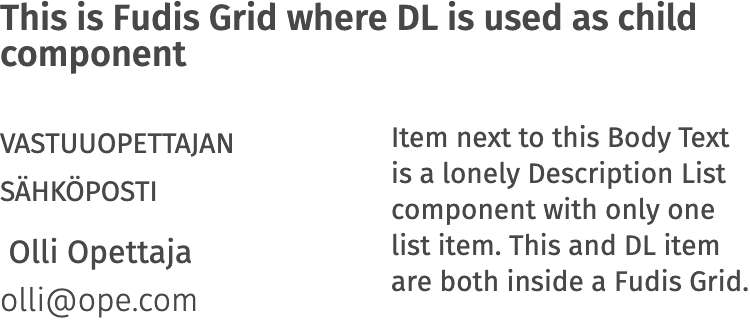 This is Fudis Grid where DL is used as child
component
VASTUUOPETTAJAN
SÄHKÖPOSTI
Olli Opettaja
olli@ope.com
Item next to this Body Text
is a lonely Description List
component with only one
list item. This and DL item
are both inside a Fudis Grid.